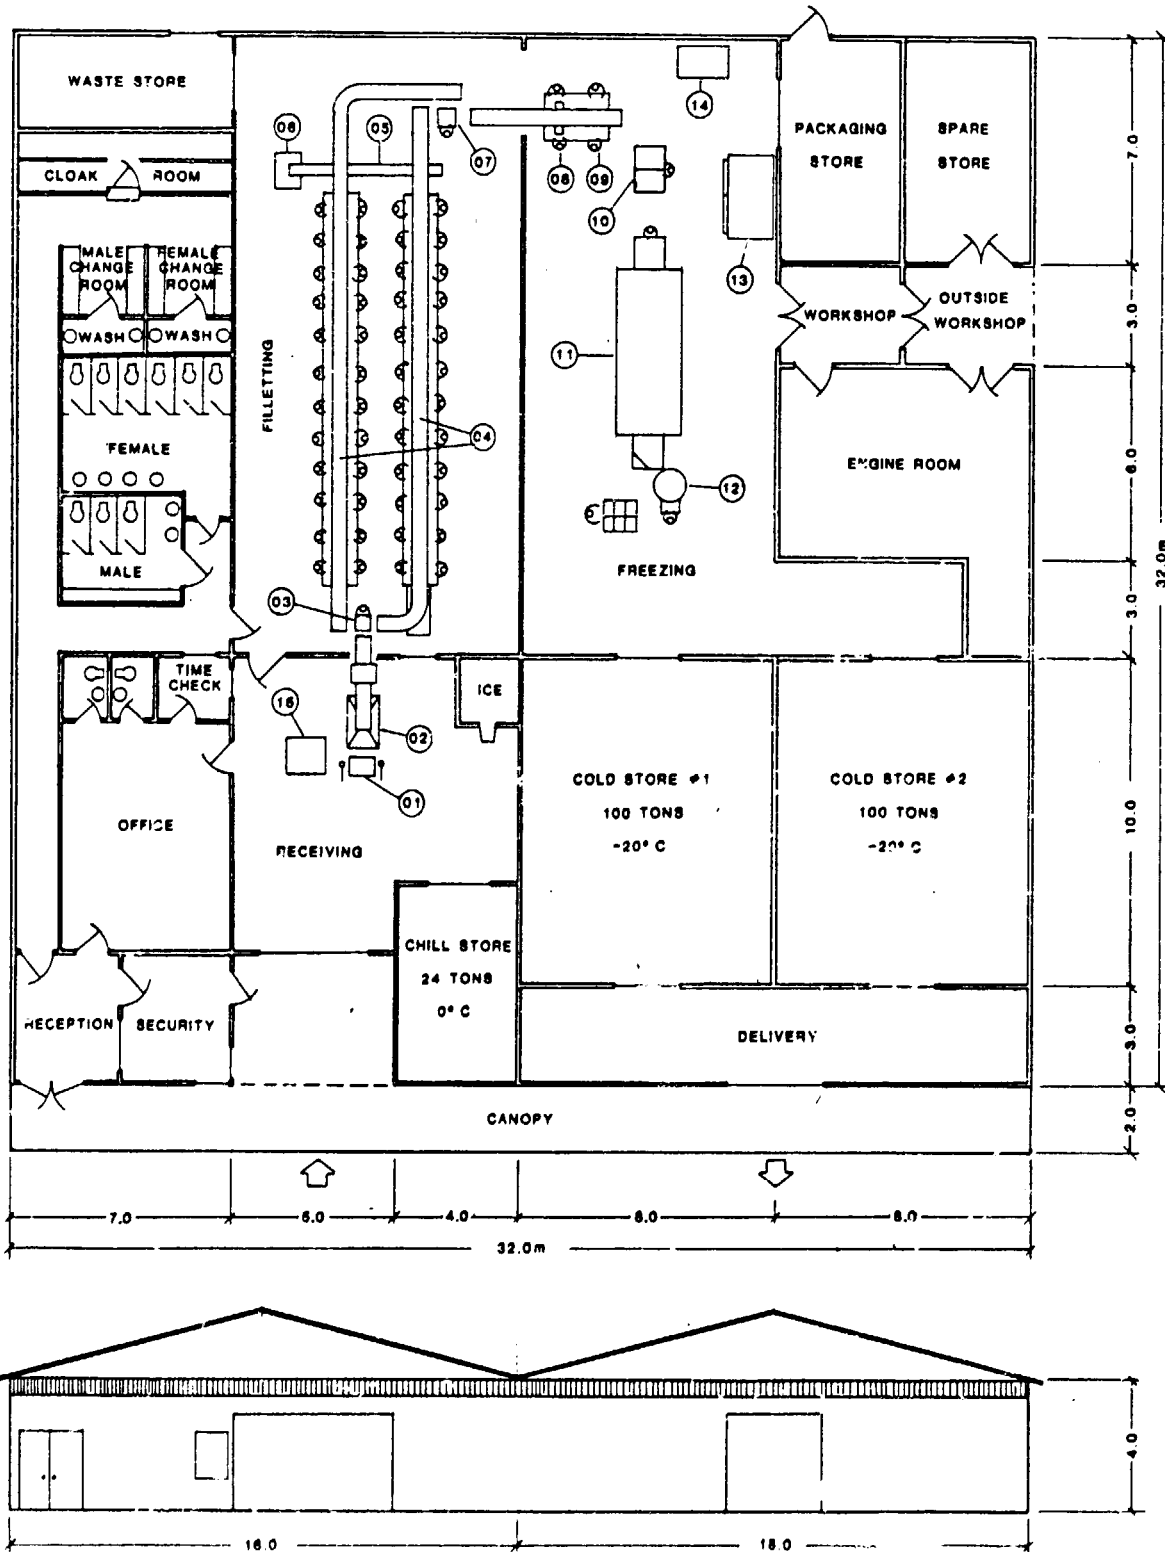 WASTE STORE
CLOAK ROOM
MALE CHANGE ROOM
FEMALE CHANGE ROOM
WASH
WASH
FEMALE
MALE
TIME CHECK
OFFICE
RECEPTION
SECURITY
FILLETTING
06
05
07
04
03
08
09
10
11
12
13
14
FREEZING
PACKAGING
STORE
SPARE
STORE
WORKSHOP
OUTSIDE
WORKSHOP
ENGINE ROOM
ICE
15
02
01
RECEIVING
CHILL STORE
24 TONS
0° C
COLD STORE #1
100 TONS
-20° C
COLD STORE #2
100 TONS
-20° C
DELIVERY
CANOPY
7.0
3.0
6.0
3.0
10.0
3.0
2.0
32.0m
7.0
5.0
4.0
8.0
8.0
32.0m
4.0
16.0
16.0